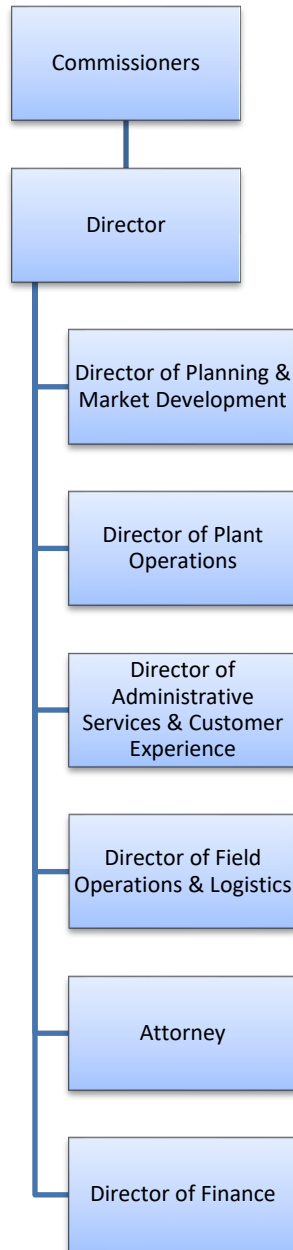 Commissioners
Director
Director of Planning &
Market Development
Director of Plant
Operations
Director of
Administrative
Services & Customer
Experience
Director of Field
Operations & Logistics
Attorney
Director of Finance